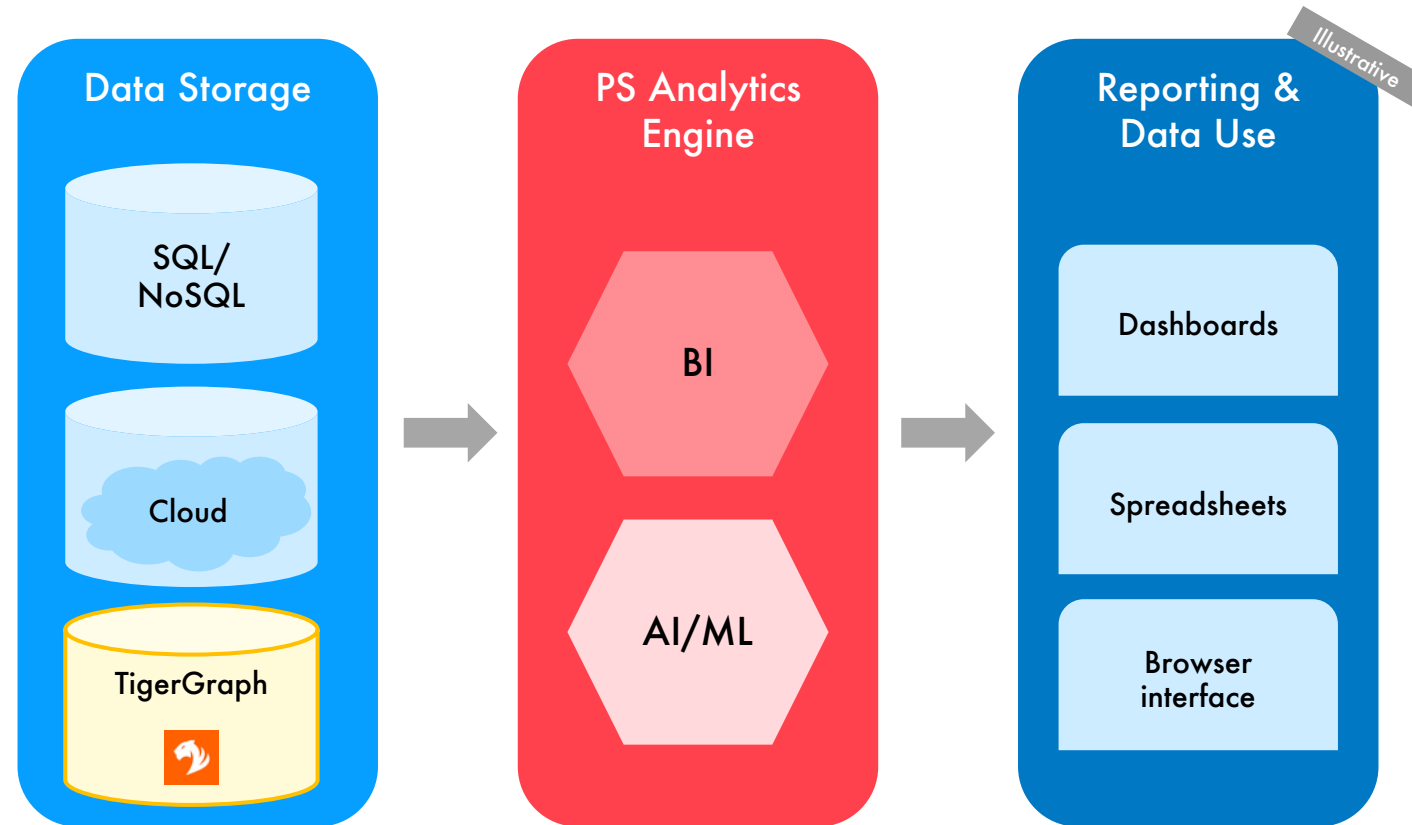 Illustrative
Data Storage
SQL/
NoSQL
Cloud
TigerGraph
PS Analytics
Engine
BI
AI/ML
Reporting &
Data Use
Dashboards
Spreadsheets
Browser
interface